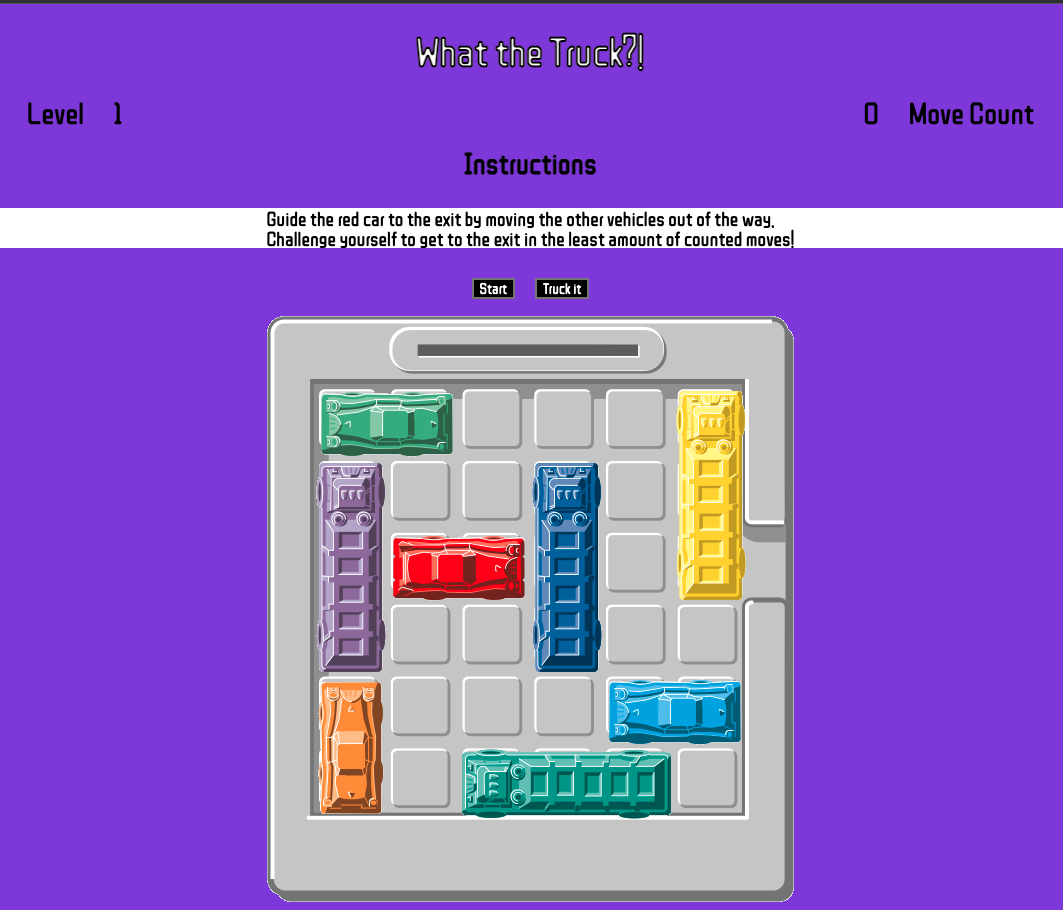 What the Truck?!
Level 1
0 Move Count
Instructions
Guide the red car to the exit by moving the other vehicles out of the way.
Challenge yourself to get to the exit in the least amount of counted moves!
Start
Truck it